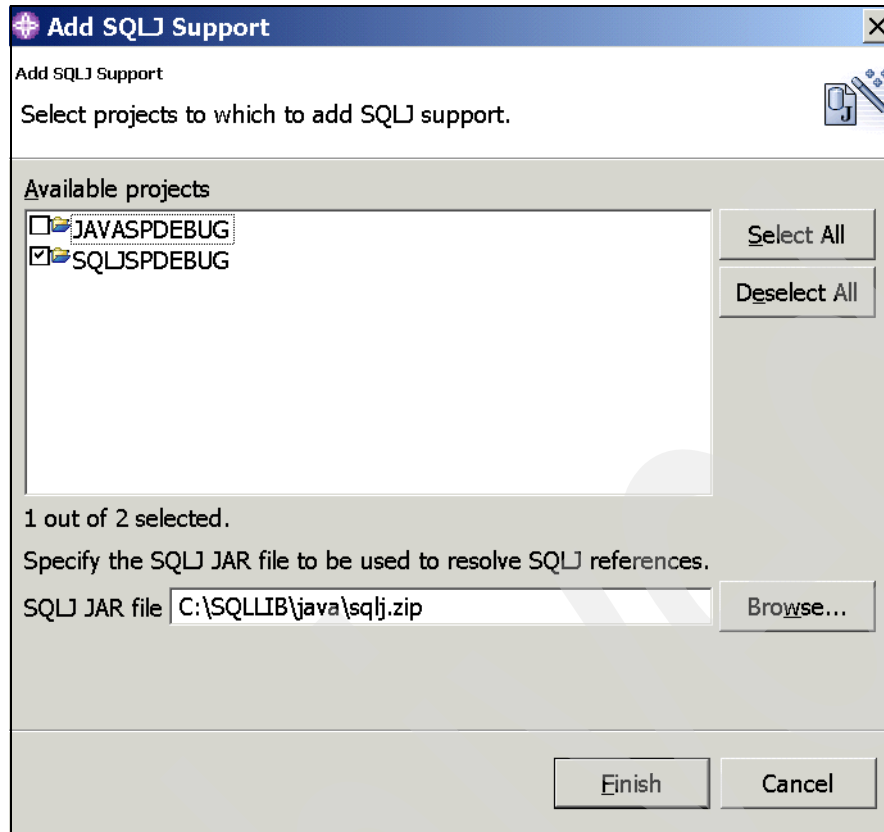 Add SQLJ Support
Add SQLJ Support
Select projects to which to add SQLJ support.
Available projects
JAVASPDEBUG
SQLJSPDEBUG
Select All
Deselect All
1 out of 2 selected.
Specify the SQLJ JAR file to be used to resolve SQLJ references.
SQLJ JAR file C:\SQLLIB\java\sqlj.zip Browse...
Finish Cancel